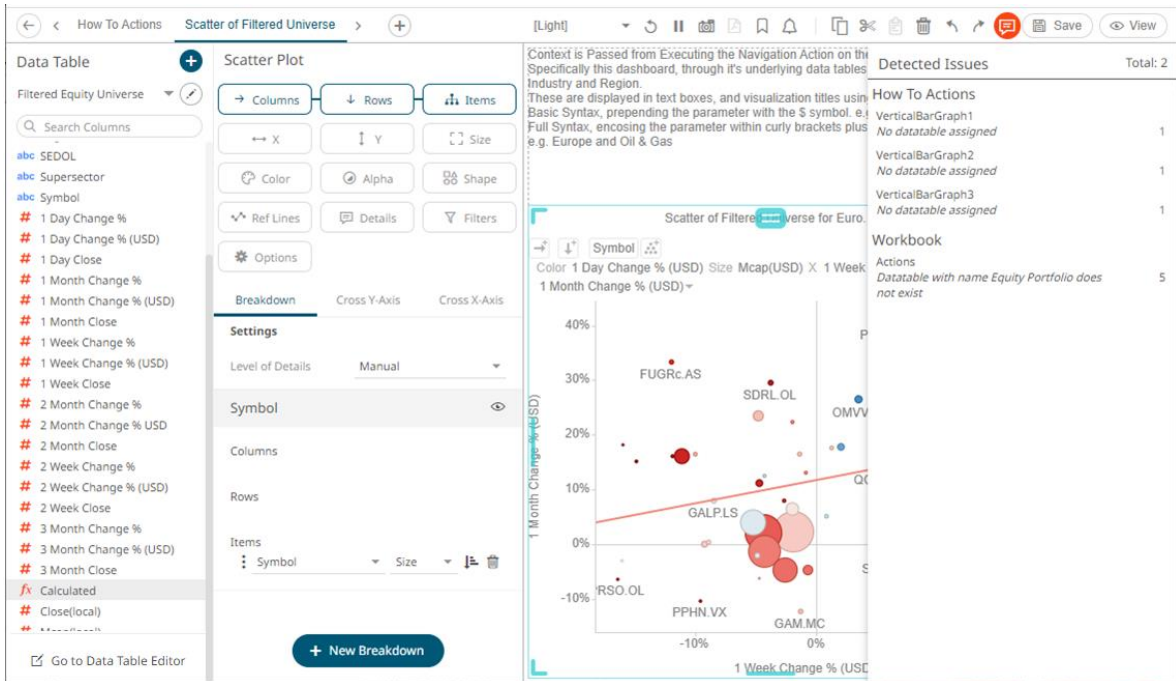 How To Actions
Scatter of Filtered Universe
[Light]
Save
View
Data Table
Filtered Equity Universe
Search Columns
abc SEDOL
abc Supersector
abc Symbol
# 1 Day Change %
# 1 Day Change % (USD)
# 1 Day Close
# 1 Month Change %
# 1 Month Change % (USD)
# 1 Month Close
# 1 Week Change %
# 1 Week Change % (USD)
# 1 Week Close
# 2 Month Change %
# 2 Month Change % USD
# 2 Month Close
# 2 Week Change %
# 2 Week Change % (USD)
# 2 Week Close
# 3 Month Change %
# 3 Month Change % (USD)
# 3 Month Close
fx Calculated
# Close(local)
Go to Data Table Editor
Scatter Plot
Columns
Rows
Items
X
Y
Size
Color
Alpha
Shape
Ref Lines
Details
Filters
Options
Breakdown
Cross Y-Axis
Cross X-Axis
Settings
Level of Details
Manual
Symbol
Columns
Rows
Items
Symbol
Size
+ New Breakdown
Context is Passed from Executing the Navigation Action on the
Specifically this dashboard, through it's underlying data tables
Industry and Region.
These are displayed in text boxes, and visualization titles usin
Basic Syntax, prepending the parameter with the $ symbol. e.g
Full Syntax, encosing the parameter within curly brackets plus
e.g. Europe and Oil & Gas
Scatter of Filtered Universe for Euro.
Symbol
Color 1 Day Change % (USD) Size Mcap(USD) X 1 Week
1 Month Change % (USD)
1 Month Change % (USD)
40%
30%
20%
10%
0%
-10%
FUGRc.AS
SDRL.OL
OMVV
GALP.LS
PRSO.OL
PPHN.VX
GAM.MC
-10%
0%
1 Week Change % (USD
Detected Issues
Total: 2
How To Actions
VerticalBarGraph1
No datatable assigned
1
VerticalBarGraph2
No datatable assigned
1
VerticalBarGraph3
No datatable assigned
1
Workbook
Actions
Datatable with name Equity Portfolio does
not exist
5